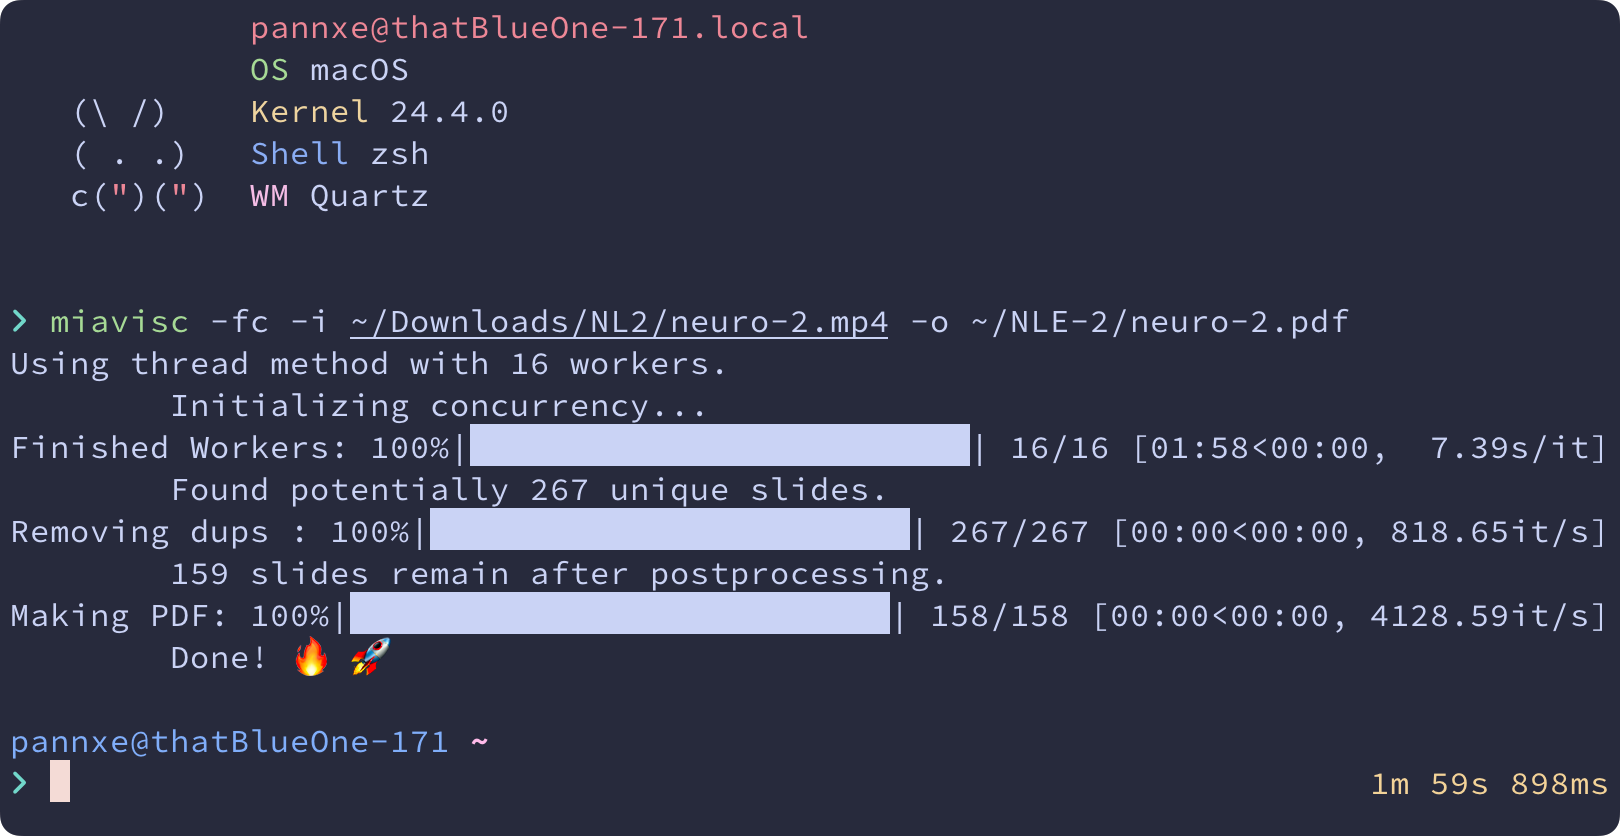 pannxe@thatBlueOne-171.local
OS macOS
(\ /) Kernel 24.4.0
( . .) Shell zsh
c(")(") WM Quartz
❯ miavisc -fc -i ~/Downloads/NL2/neuro-2.mp4 -o ~/NLE-2/neuro-2.pdf
Using thread method with 16 workers.
Initializing concurrency...
Finished Workers: 100%|██████████| 16/16 [01:58<00:00,  7.39s/it]
Found potentially 267 unique slides.
Removing dups : 100%|██████████| 267/267 [00:00<00:00, 818.65it/s]
159 slides remain after postprocessing.
Making PDF: 100%|██████████| 158/158 [00:00<00:00, 4128.59it/s]
Done! 🔥 🚀
pannxe@thatBlueOne-171 ~
❯ 1m 59s 898ms